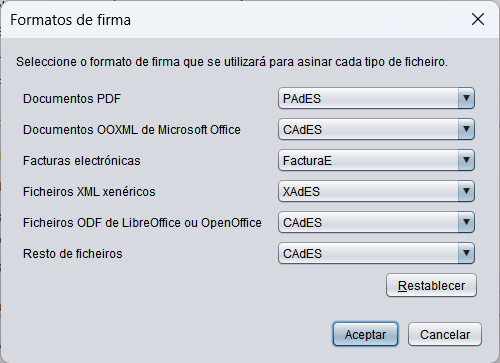 Formatos de firma
Seleccione o formato de firma que se utilizará para asinar cada tipo de ficheiro.
Documentos PDF PAdES
Documentos OOXML de Microsoft Office CAdES
Facturas electrónicas FacturaE
Ficheiros XML xenéricos XAdES
Ficheiros ODF de LibreOffice ou OpenOffice CAdES
Resto de ficheiros CAdES
Restablecer
Aceptar Cancelar